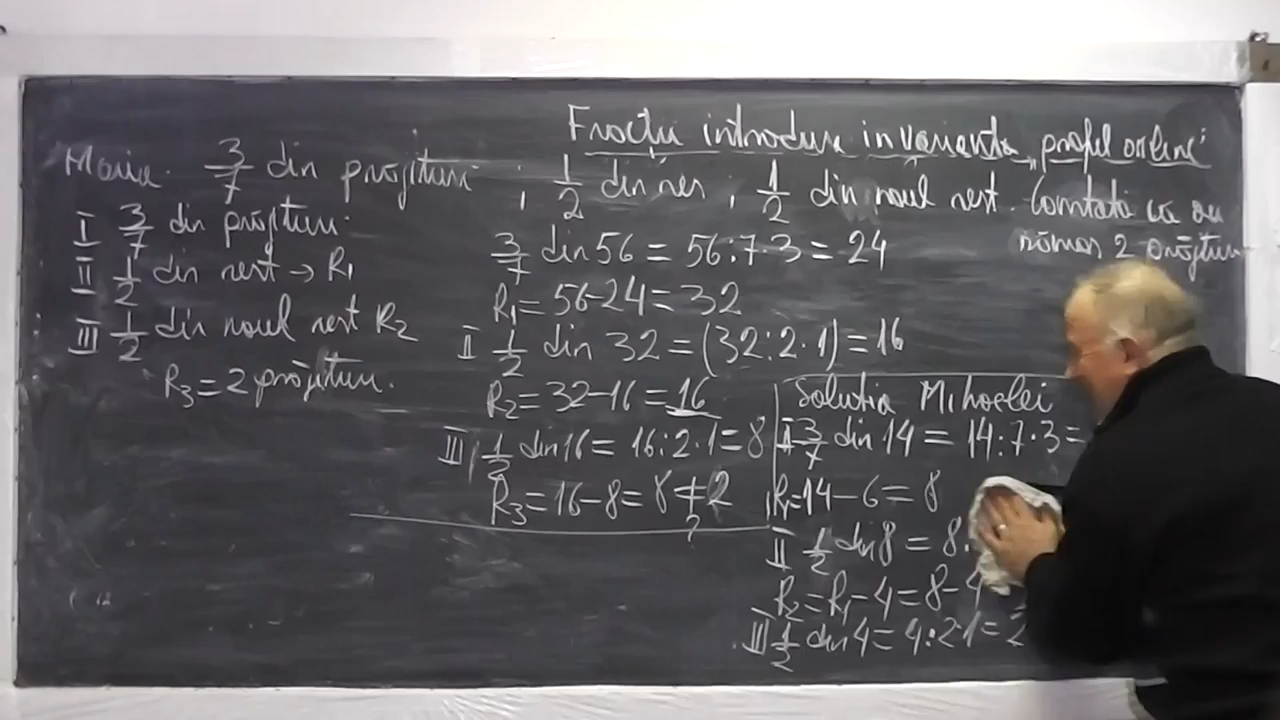 Fracții introduse in varianta "proful online"
Maria: 3/7 din prăjituri ; 1/2 din rest ; 1/2 din noul rest. Constată că au
rămas 2 prăjituri
I 3/7 din prăjituri
II 1/2 din rest → R1
III 1/2 din noul rest R2
R3 = 2 prăjituri.
3/7 din 56 = 56:7·3 = 24
R1 = 56-24 = 32
II 1/2 din 32 = (32:2·1) = 16
R2 = 32-16 = 16
III 1/2 din 16 = 16:2·1 = 8
R3 = 16-8 = 8 ≠ 2
?
Soluția Mihaelei
I 3/7 din 14 = 14:7·3 =
R1 = 14-6 = 8
II 1/2 din 8 = 8:
R2 = R1-4 = 8-4
III 1/2 din 4 = 4:2·1 = 2